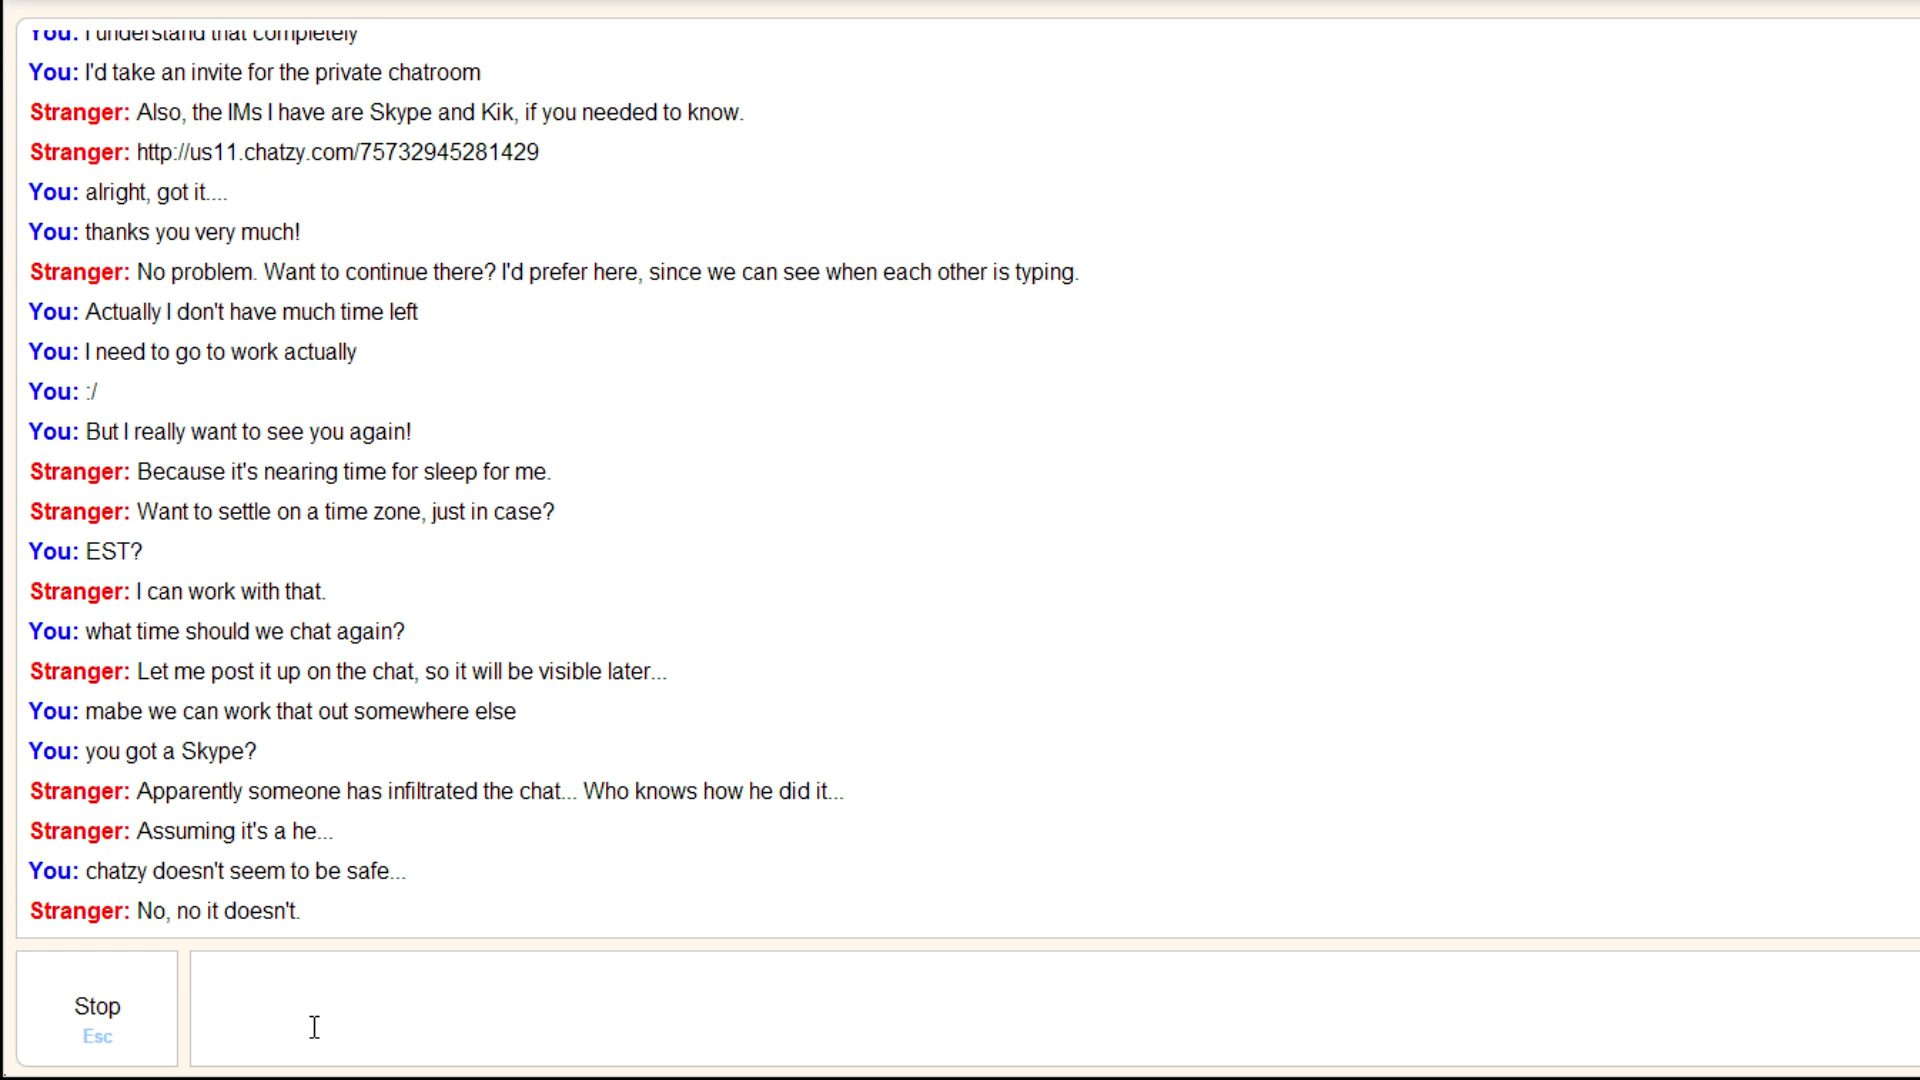 You: I understand that completely
You: I'd take an invite for the private chatroom
Stranger: Also, the IMs I have are Skype and Kik, if you needed to know.
Stranger: http://us11.chatzy.com/75732945281429
You: alright, got it....
You: thanks you very much!
Stranger: No problem. Want to continue there? I'd prefer here, since we can see when each other is typing.
You: Actually I don't have much time left
You: I need to go to work actually
You: :/
You: But I really want to see you again!
Stranger: Because it's nearing time for sleep for me.
Stranger: Want to settle on a time zone, just in case?
You: EST?
Stranger: I can work with that.
You: what time should we chat again?
Stranger: Let me post it up on the chat, so it will be visible later...
You: mabe we can work that out somewhere else
You: you got a Skype?
Stranger: Apparently someone has infiltrated the chat... Who knows how he did it...
Stranger: Assuming it's a he...
You: chatzy doesn't seem to be safe...
Stranger: No, no it doesn't.
Stop
Esc